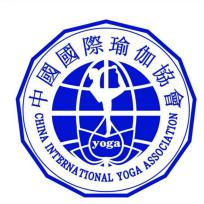 中國國際瑜伽協會
yoga
CHINA INTERNATIONAL YOGA ASSOCIATION